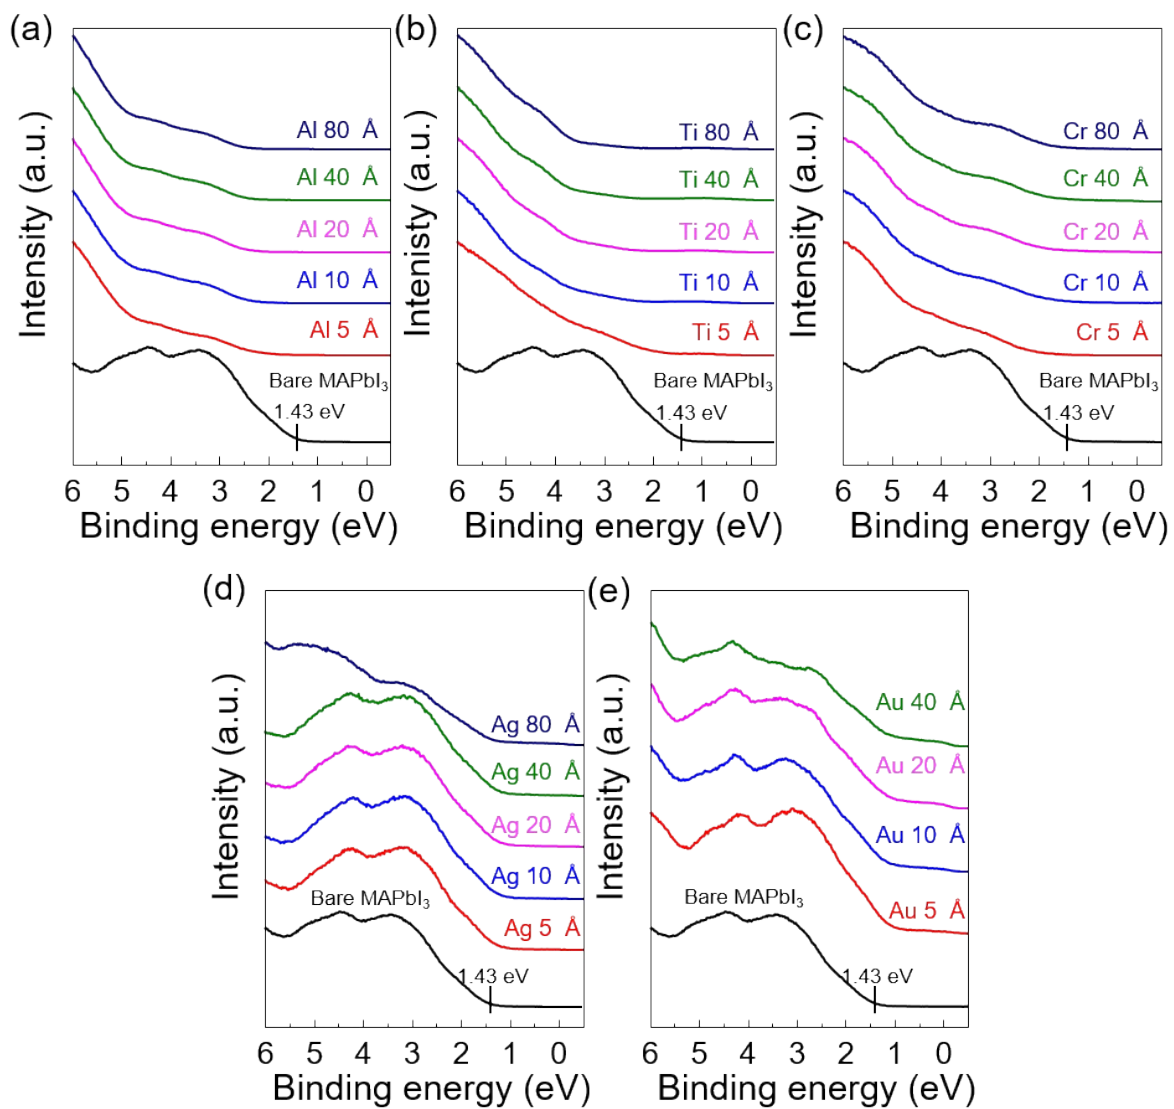 (a)
Intensity (a.u.)
Al 80 Å
Al 40 Å
Al 20 Å
Al 10 Å
Al 5 Å
Bare MAPbI₃
1.43 eV
6 5 4 3 2 1 0
Binding energy (eV)
(b)
Intenisty (a.u.)
Ti 80 Å
Ti 40 Å
Ti 20 Å
Ti 10 Å
Ti 5 Å
Bare MAPbI₃
1.43 eV
6 5 4 3 2 1 0
Binding energy (eV)
(c)
Intensity (a.u.)
Cr 80 Å
Cr 40 Å
Cr 20 Å
Cr 10 Å
Cr 5 Å
Bare MAPbI₃
1.43 eV
6 5 4 3 2 1 0
Binding energy (eV)
(d)
Intensity (a.u.)
Ag 80 Å
Ag 40 Å
Ag 20 Å
Ag 10 Å
Ag 5 Å
Bare MAPbI₃
1.43 eV
6 5 4 3 2 1 0
Binding energy (eV)
(e)
Intensity (a.u.)
Au 40 Å
Au 20 Å
Au 10 Å
Au 5 Å
Bare MAPbI₃
1.43 eV
6 5 4 3 2 1 0
Binding energy (eV)